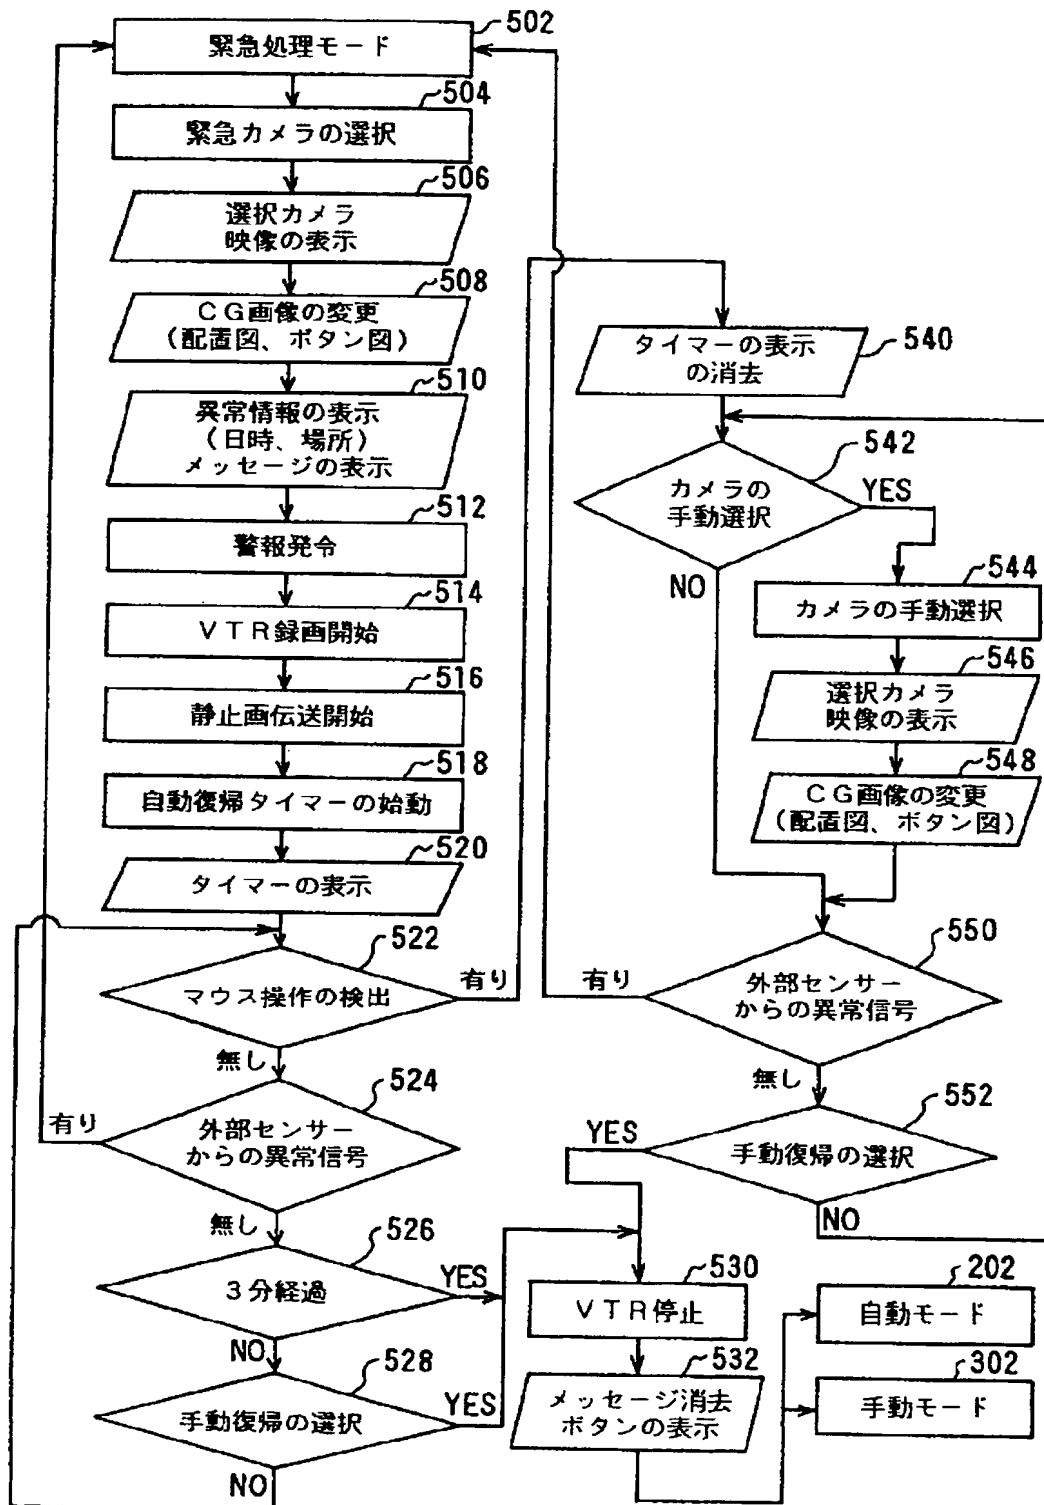 502
緊急処理モード
504
緊急カメラの選択
506
選択カメラ
映像の表示
508
CG画像の変更
(配置図、ボタン図)
510
異常情報の表示
(日時、場所)
メッセージの表示
512
警報発令
514
VTR録画開始
516
静止画伝送開始
518
自動復帰タイマーの始動
520
タイマーの表示
522
マウス操作の検出
有り
無し
524
外部センサー
からの異常信号
有り
無し
526
3分経過
YES
NO
528
手動復帰の選択
YES
NO
540
タイマーの表示
の消去
542
カメラの
手動選択
YES
NO
544
カメラの手動選択
546
選択カメラ
映像の表示
548
CG画像の変更
(配置図、ボタン図)
550
外部センサー
からの異常信号
有り
無し
552
手動復帰の選択
YES
NO
530
VTR停止
532
メッセージ消去
ボタンの表示
202
自動モード
302
手動モード